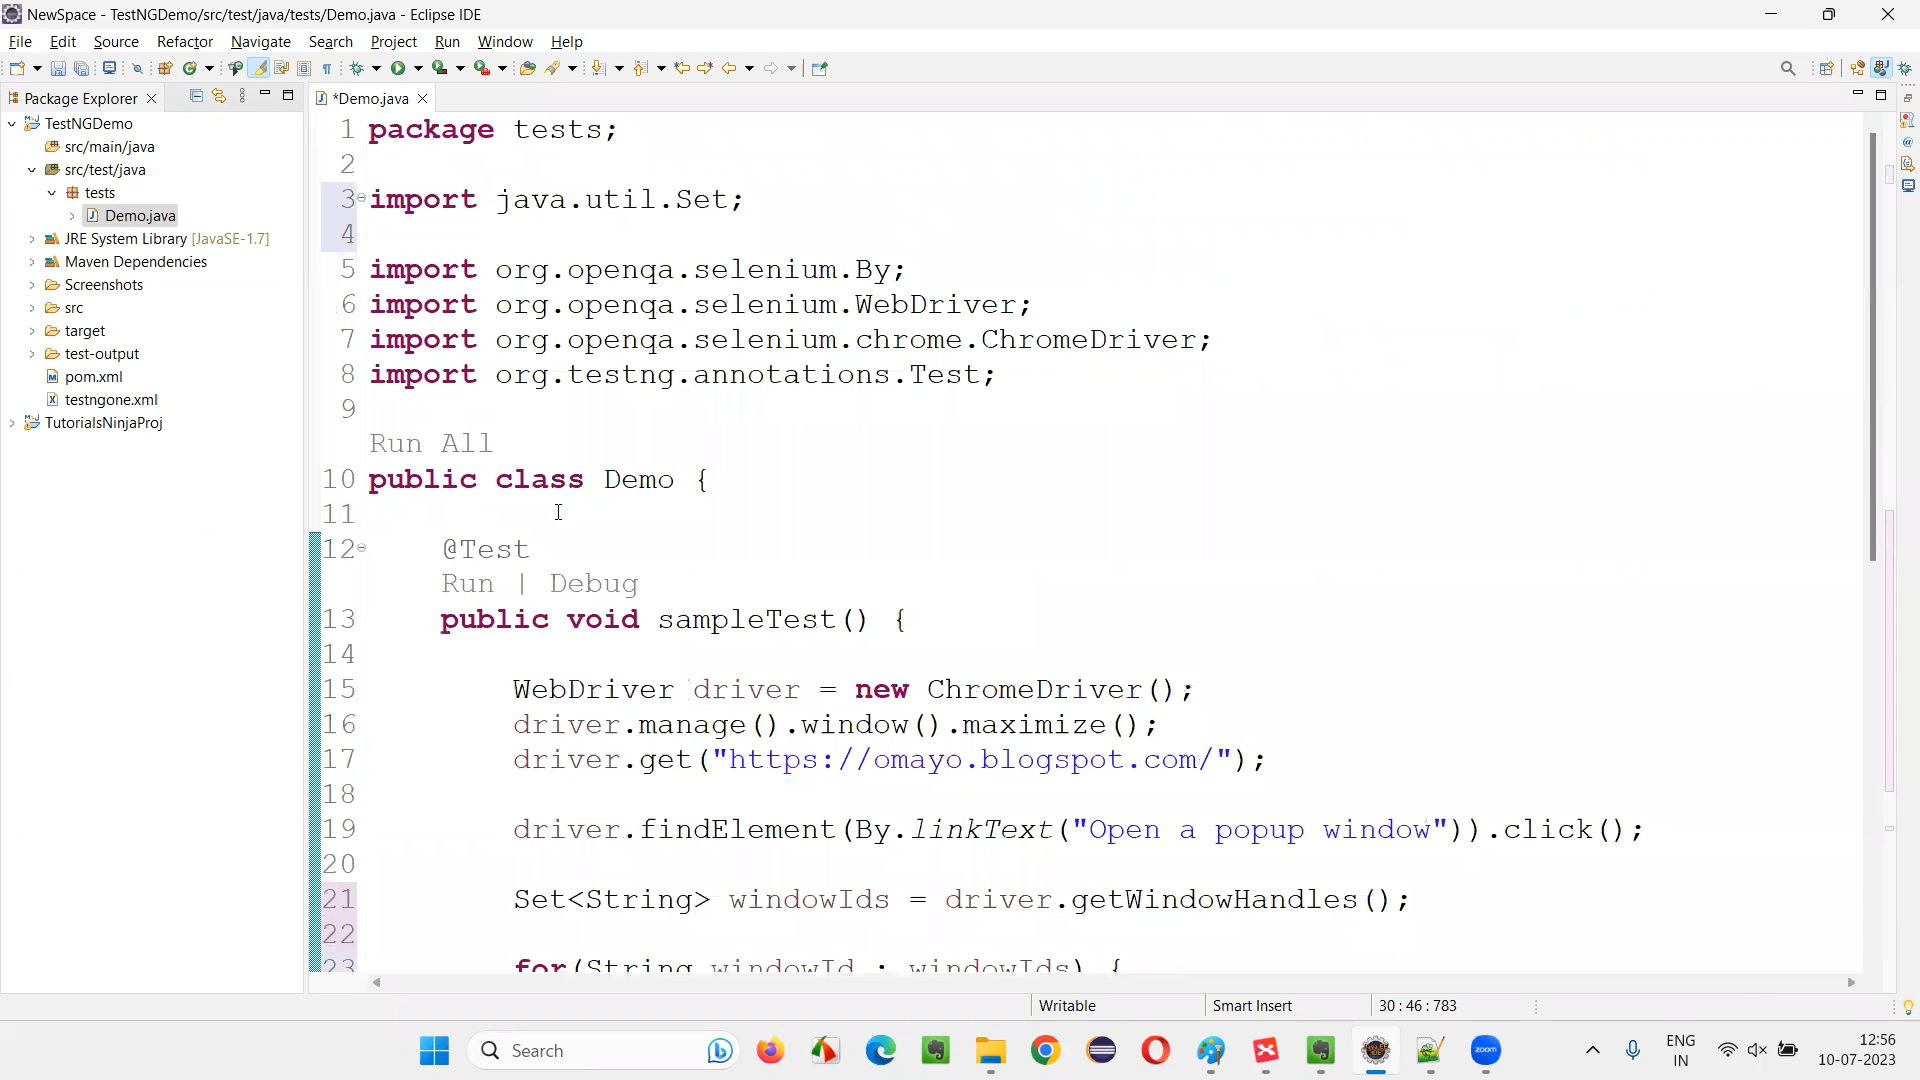 NewSpace - TestNGDemo/src/test/java/tests/Demo.java - Eclipse IDE
File Edit Source Refactor Navigate Search Project Run Window Help
Package Explorer
*Demo.java
TestNGDemo
src/main/java
src/test/java
tests
Demo.java
JRE System Library [JavaSE-1.7]
Maven Dependencies
Screenshots
src
target
test-output
pom.xml
testngone.xml
TutorialsNinjaProj
1 package tests;
2
3 import java.util.Set;
4
5 import org.openqa.selenium.By;
6 import org.openqa.selenium.WebDriver;
7 import org.openqa.selenium.chrome.ChromeDriver;
8 import org.testng.annotations.Test;
9
Run All
10 public class Demo {
11
12 @Test
Run | Debug
13 public void sampleTest() {
14
15 WebDriver driver = new ChromeDriver();
16 driver.manage().window().maximize();
17 driver.get("https://omayo.blogspot.com/");
18
19 driver.findElement(By.linkText("Open a popup window")).click();
20
21 Set<String> windowIds = driver.getWindowHandles();
22
23 for(String windowId : windowIds) {
Writable Smart Insert 30 : 46 : 783
Search
zoom
ENG
IN
12:56
10-07-2023